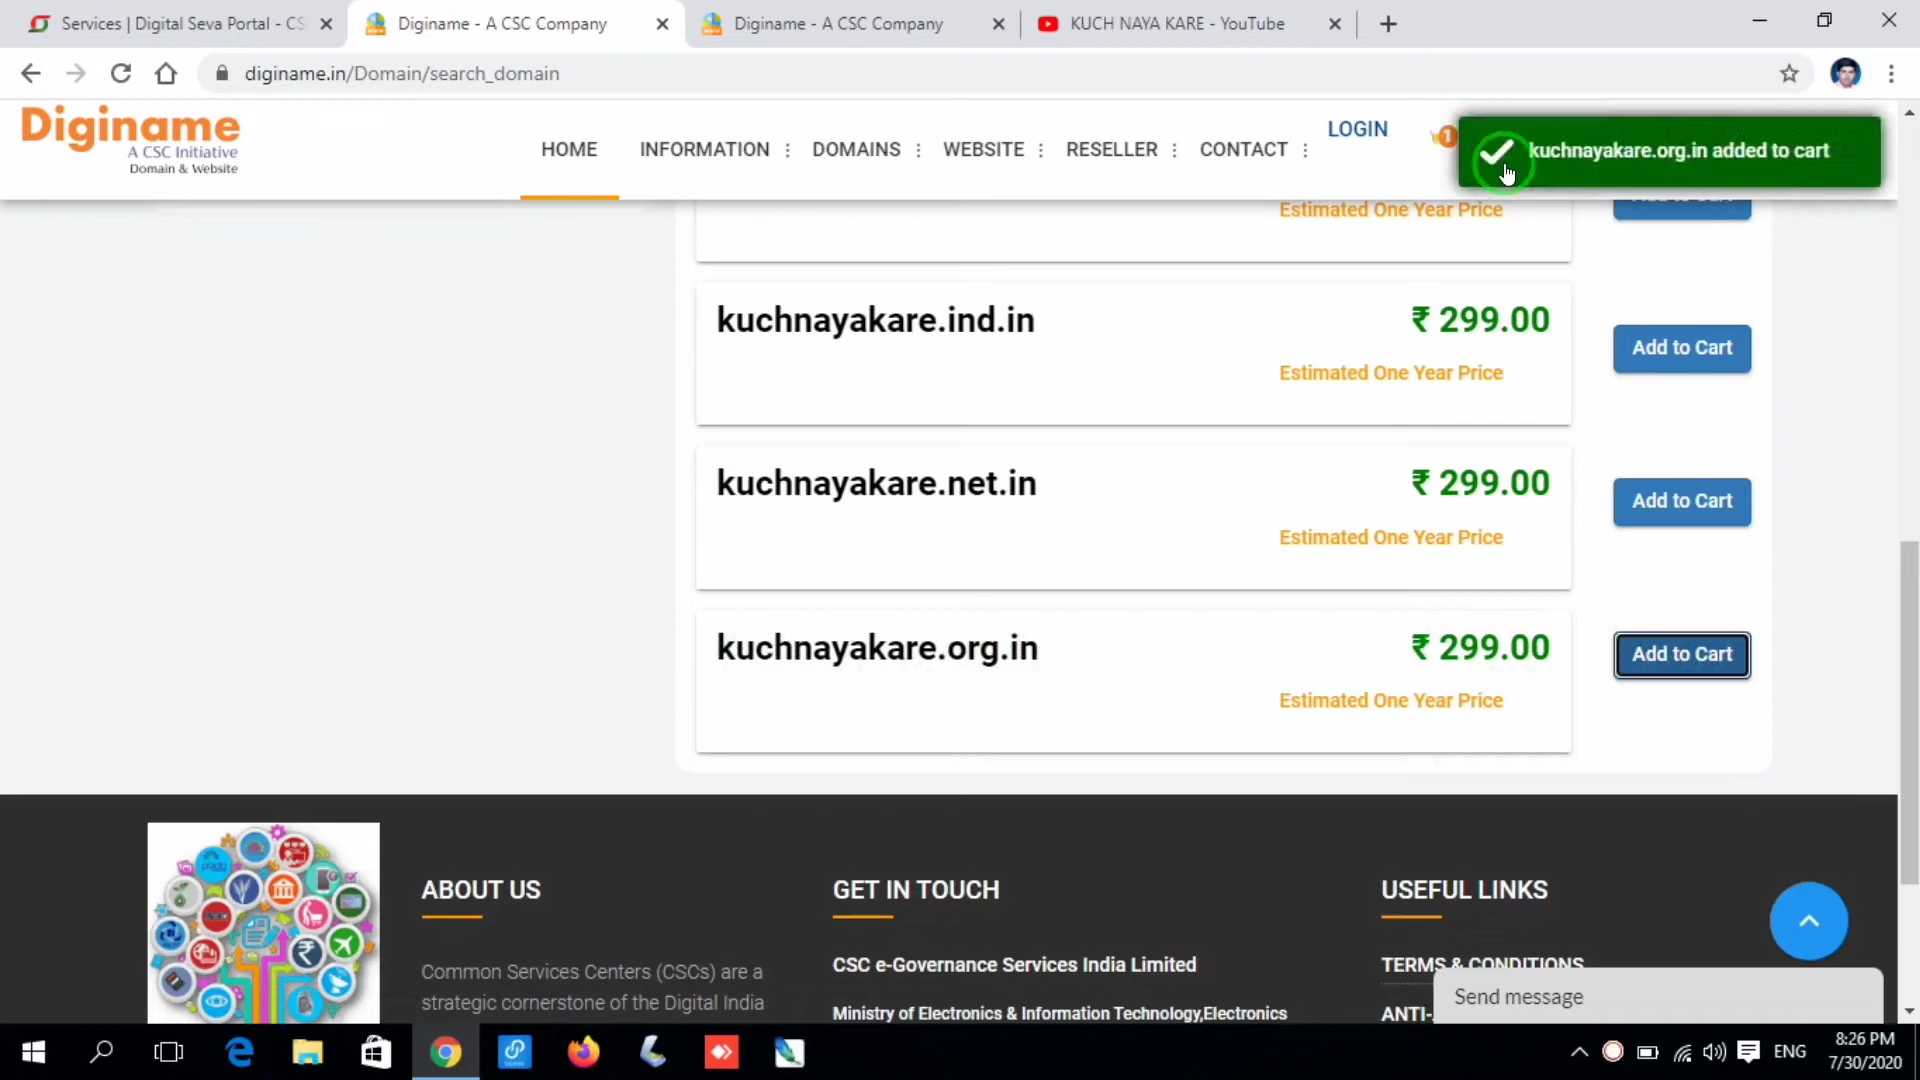 Services | Digital Seva Portal - CS
Diginame - A CSC Company
Diginame - A CSC Company
KUCH NAYA KARE - YouTube
diginame.in/Domain/search_domain
Diginame
A CSC Initiative
Domain & Website
HOME
INFORMATION
DOMAINS
WEBSITE
RESELLER
CONTACT
LOGIN
1
kuchnayakare.org.in added to cart
Estimated One Year Price
Add to Cart
kuchnayakare.ind.in
₹ 299.00
Estimated One Year Price
Add to Cart
kuchnayakare.net.in
₹ 299.00
Estimated One Year Price
Add to Cart
kuchnayakare.org.in
₹ 299.00
Estimated One Year Price
Add to Cart
ABOUT US
Common Services Centers (CSCs) are a
strategic cornerstone of the Digital India
GET IN TOUCH
CSC e-Governance Services India Limited
Ministry of Electronics & Information Technology,Electronics
USEFUL LINKS
TERMS & CONDITIONS
ANTI-
Send message
ENG
8:26 PM
7/30/2020